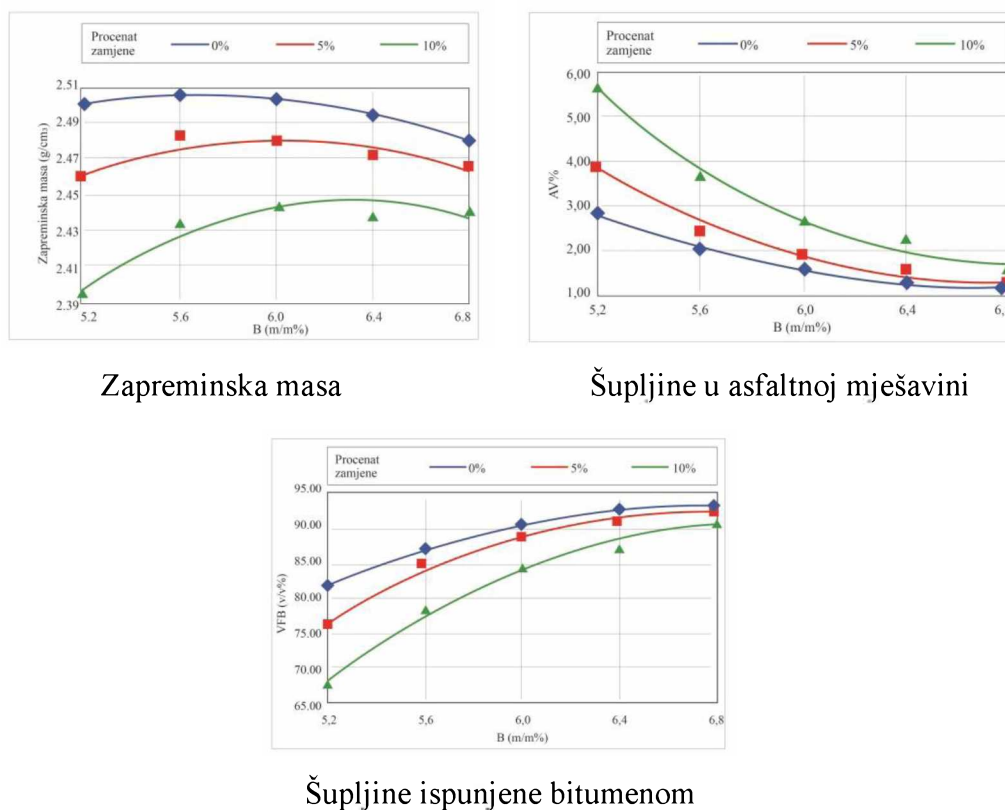 Procenat
zamjene
0%
5%
10%
2.51
2.49
2.47
2.45
2.43
2.41
2.39
Zapreminska masa (g/cm3)
5.2
5,6
6.0
6.4
6.8
B (m/m%)
Procenat
zamjene
0%
5%
10%
6,00
5,00
4,00
3,00
2,00
1,00
AV%
5,2
5,6
6,0
6,4
6,
B (m/m%)
Zapreminska masa
Šupljine u asfaltnoj mješavini
Procenat
zamjene
0%
5%
10%
95.00
90.00
85.00
80.00
75.00
70.00
65.00
VFB (v/v%)
5,2
5,6
6,0
6,4
6,8
B (m/m%)
Šupljine ispunjene bitumenom